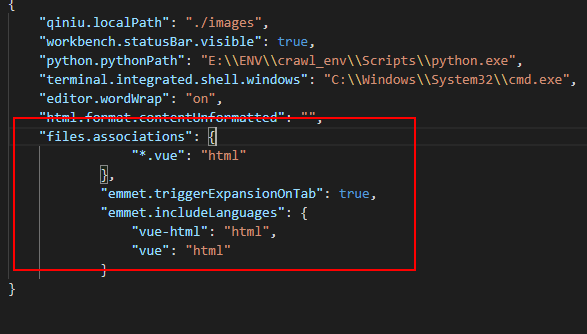 {
"qiniu.localPath": "./images",
"workbench.statusBar.visible": true,
"python.pythonPath": "E:\\ENV\\crawl_env\\Scripts\\python.exe",
"terminal.integrated.shell.windows": "C:\\Windows\\System32\\cmd.exe",
"editor.wordWrap": "on",
"html.format.contentUnformatted": "",
"files.associations": {
"*.vue": "html"
},
"emmet.triggerExpansionOnTab": true,
"emmet.includeLanguages": {
"vue-html": "html",
"vue": "html"
}
}